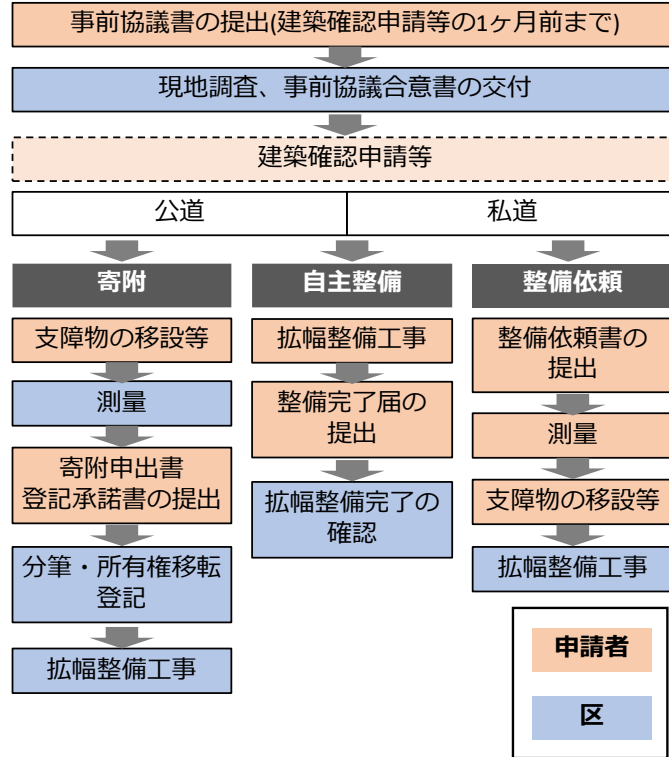 事前協議書の提出(建築確認申請等の1ヶ月前まで)
現地調査、事前協議合意書の交付
建築確認申請等
公道
私道
寄附
支障物の移設等
測量
寄附申出書
登記承諾書の提出
分筆・所有権移転
登記
拡幅整備工事
自主整備
拡幅整備工事
整備完了届の
提出
拡幅整備完了の
確認
整備依頼
整備依頼書の
提出
測量
支障物の移設等
拡幅整備工事
申請者
区